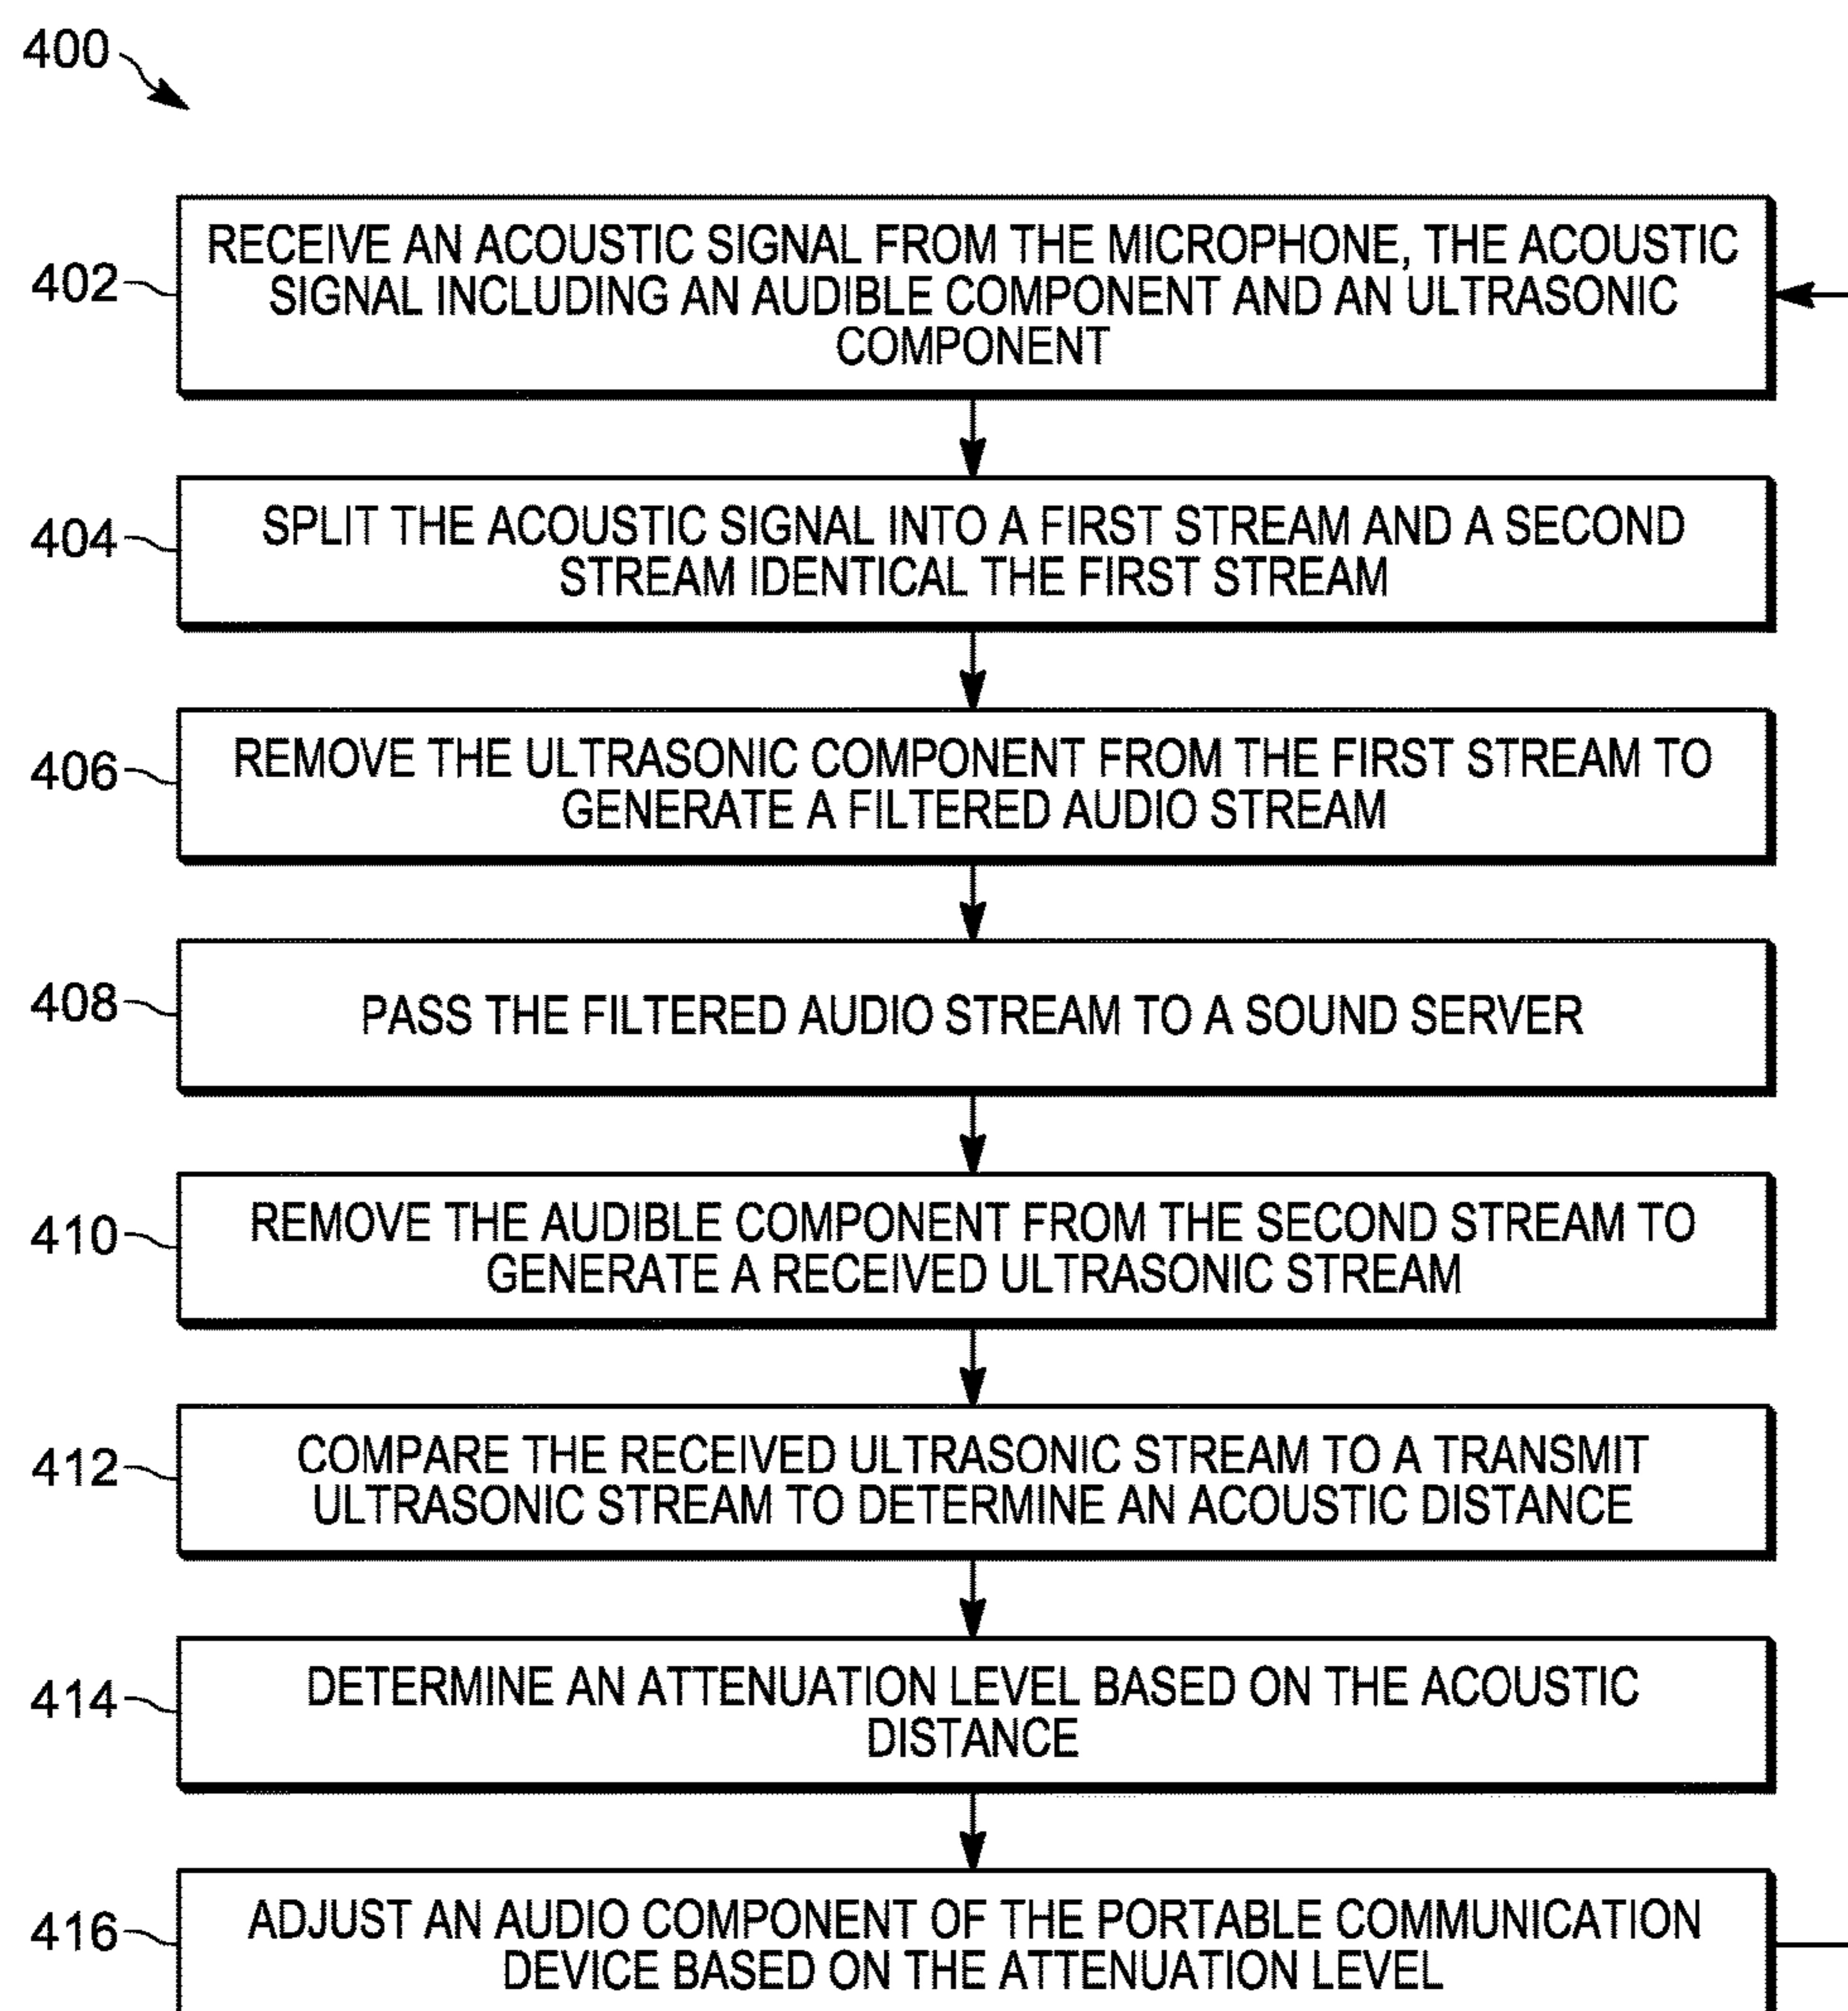 400
402
RECEIVE AN ACOUSTIC SIGNAL FROM THE MICROPHONE, THE ACOUSTIC
SIGNAL INCLUDING AN AUDIBLE COMPONENT AND AN ULTRASONIC
COMPONENT
404
SPLIT THE ACOUSTIC SIGNAL INTO A FIRST STREAM AND A SECOND
STREAM IDENTICAL THE FIRST STREAM
406
REMOVE THE ULTRASONIC COMPONENT FROM THE FIRST STREAM TO
GENERATE A FILTERED AUDIO STREAM
408
PASS THE FILTERED AUDIO STREAM TO A SOUND SERVER
410
REMOVE THE AUDIBLE COMPONENT FROM THE SECOND STREAM TO
GENERATE A RECEIVED ULTRASONIC STREAM
412
COMPARE THE RECEIVED ULTRASONIC STREAM TO A TRANSMIT
ULTRASONIC STREAM TO DETERMINE AN ACOUSTIC DISTANCE
414
DETERMINE AN ATTENUATION LEVEL BASED ON THE ACOUSTIC
DISTANCE
416
ADJUST AN AUDIO COMPONENT OF THE PORTABLE COMMUNICATION
DEVICE BASED ON THE ATTENUATION LEVEL